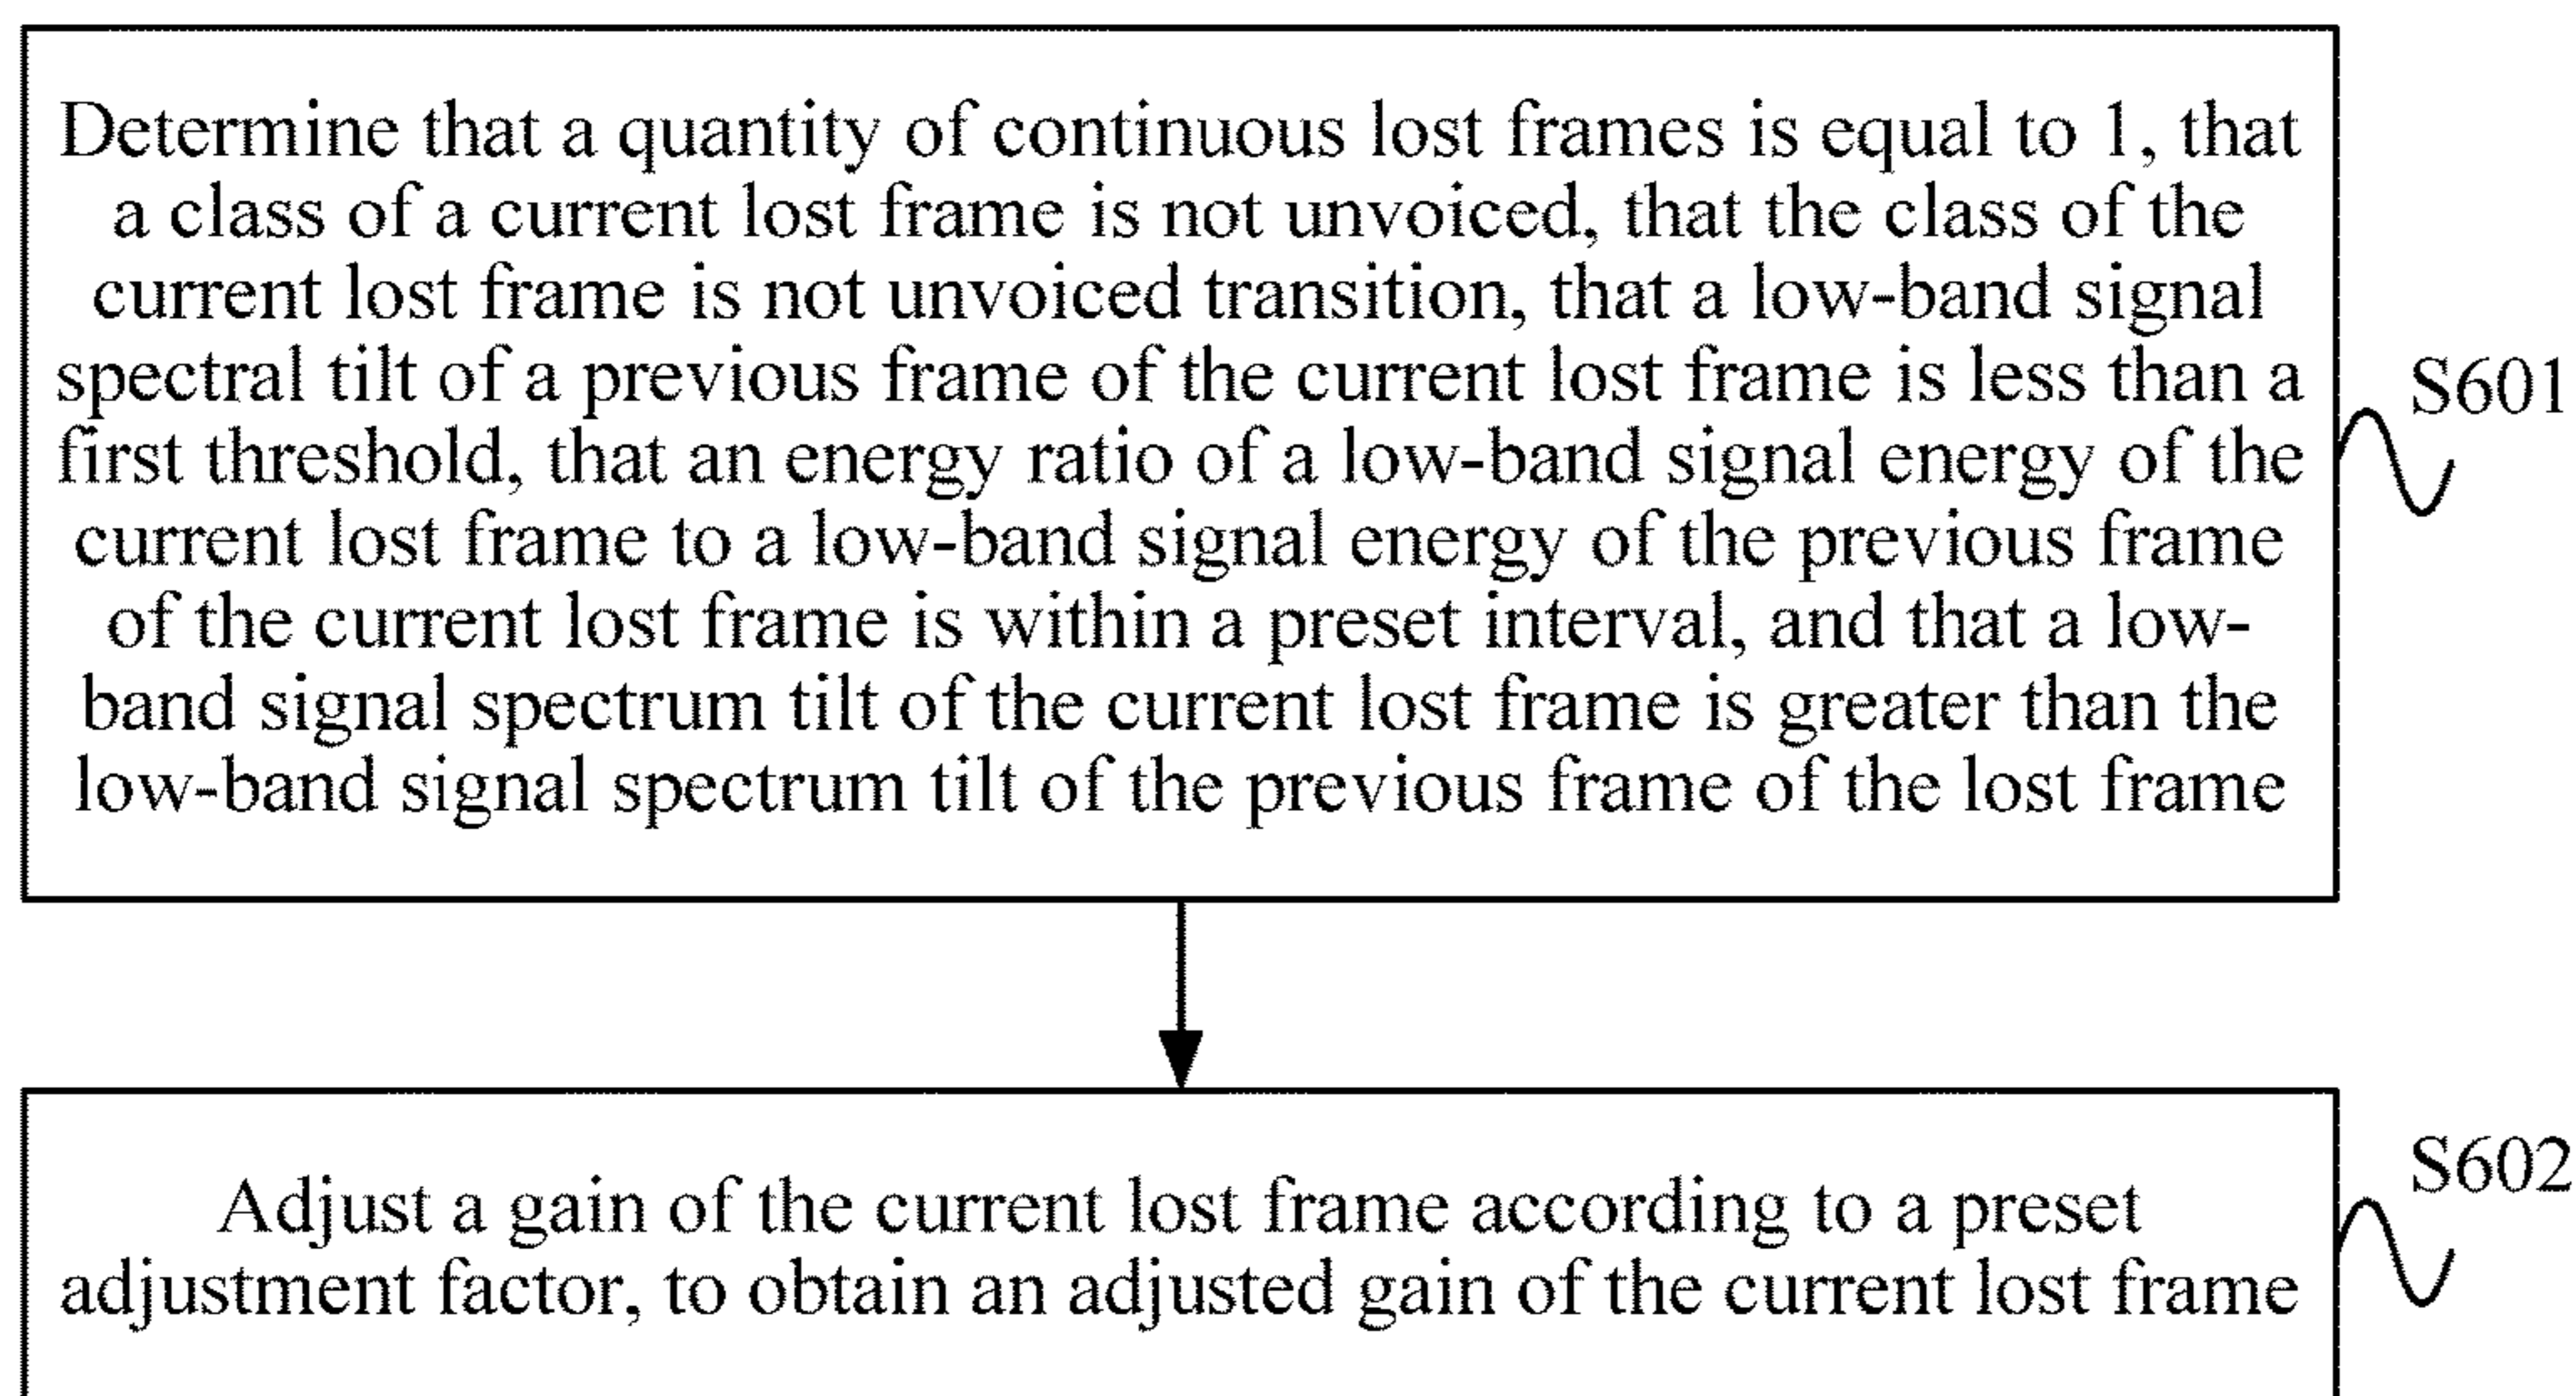 Determine that a quantity of continuous lost frames is equal to 1, that
a class of a current lost frame is not unvoiced, that the class of the
current lost frame is not unvoiced transition, that a low-band signal
spectral tilt of a previous frame of the current lost frame is less than a
first threshold, that an energy ratio of a low-band signal energy of the
current lost frame to a low-band signal energy of the previous frame
of the current lost frame is within a preset interval, and that a low-
band signal spectrum tilt of the current lost frame is greater than the
low-band signal spectrum tilt of the previous frame of the lost frame
S601
Adjust a gain of the current lost frame according to a preset
adjustment factor, to obtain an adjusted gain of the current lost frame
S602